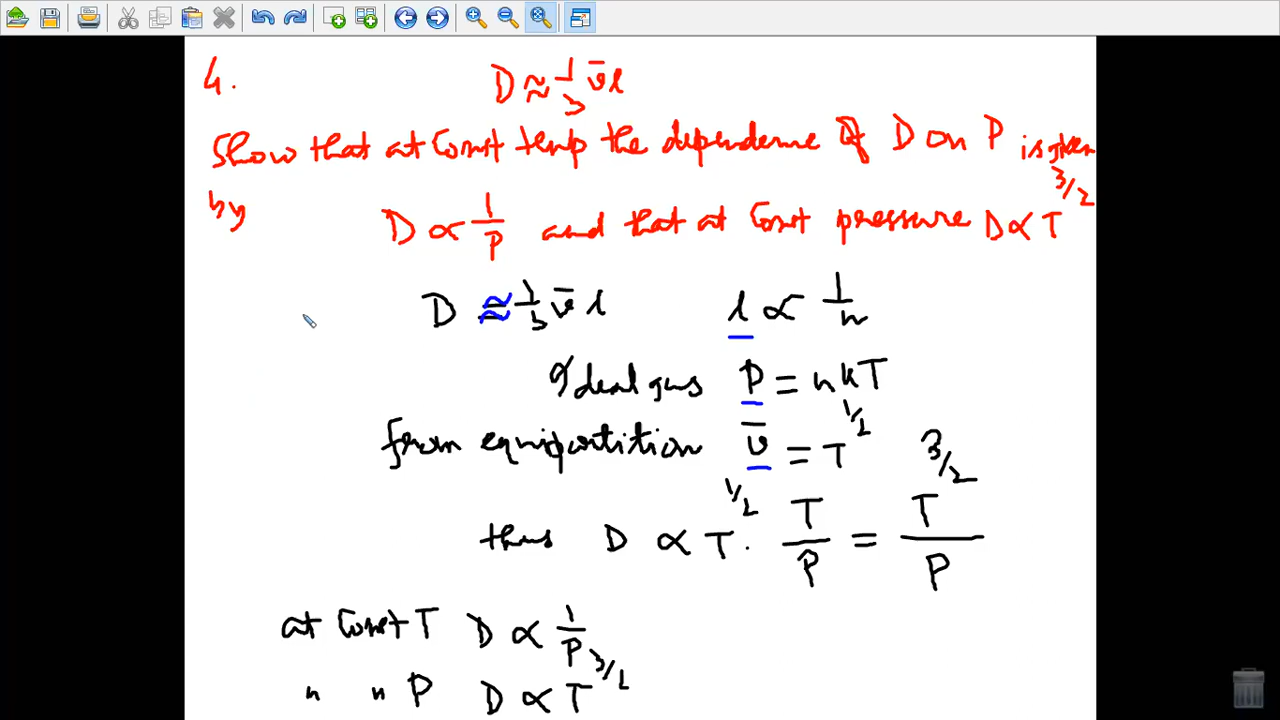 4. D ≈ 1/3 v̄ l
Show that at Const temp the dependence of D on P is given
by D ∝ 1/P and that at Const pressure D ∝ T^3/2
D ≈ 1/3 v̄ l l ∝ 1/n
Ideal gas P = nkT
from equipartition v̄ = T^1/2
thus D ∝ T^1/2 . T/P = T^3/2/P
at Const T D ∝ 1/P
" " P D ∝ T^3/2